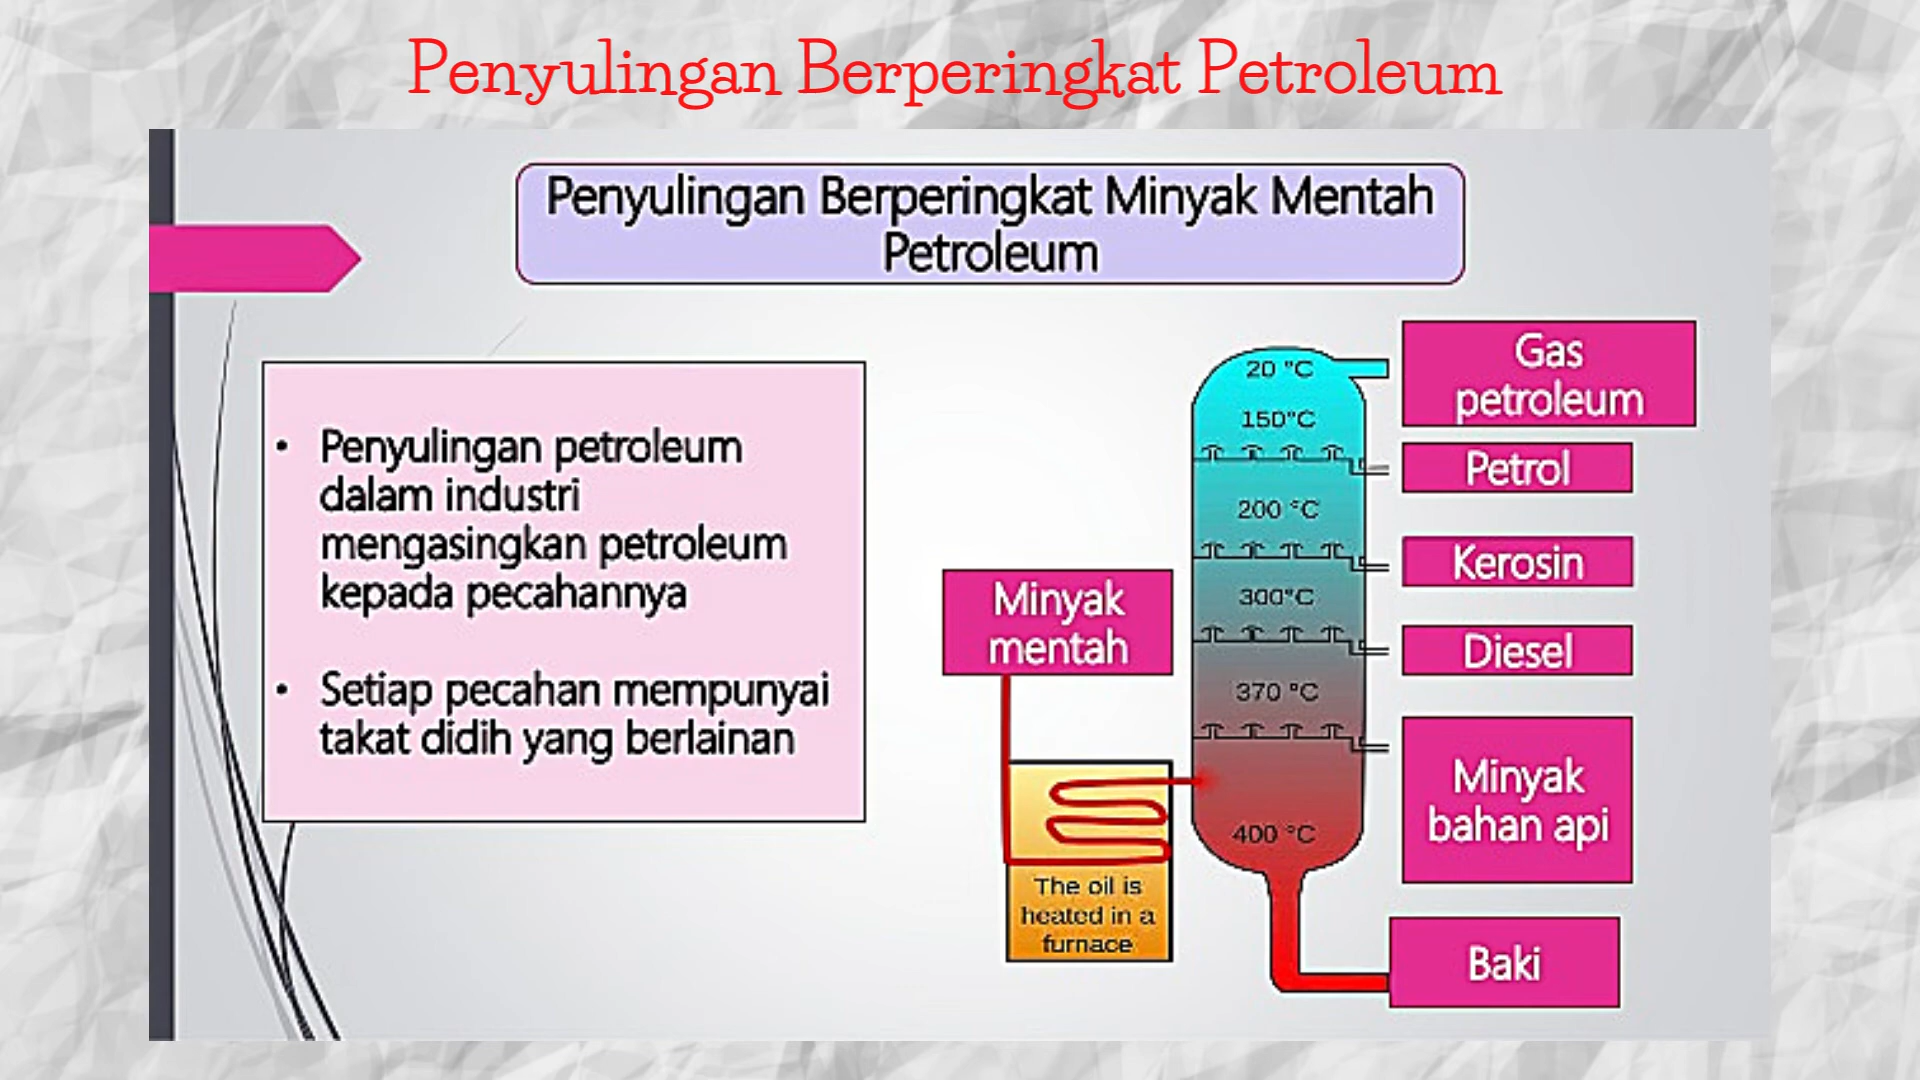 Penyulingan Berperingkat Petroleum
Penyulingan Berperingkat Minyak Mentah
Petroleum
• Penyulingan petroleum
dalam industri
mengasingkan petroleum
kepada pecahannya
• Setiap pecahan mempunyai
takat didih yang berlainan
Minyak
mentah
The oil is
heated in a
furnace
20 °C
150°C
200 °C
300°C
370 °C
400 °C
Gas
petroleum
Petrol
Kerosin
Diesel
Minyak
bahan api
Baki